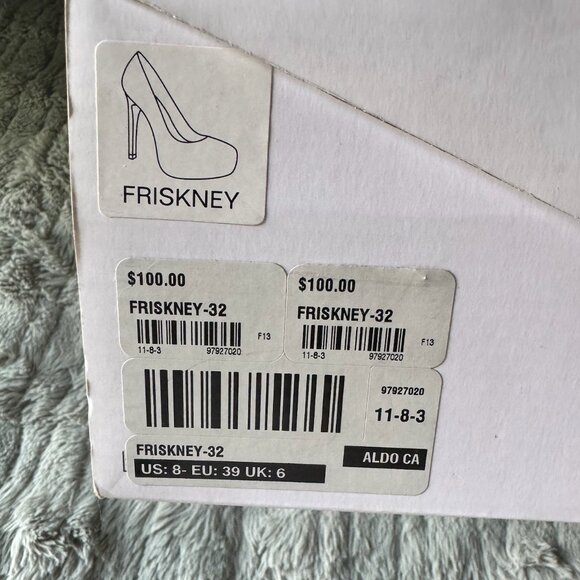 FRISKNEY
$100.00
FRISKNEY-32
F13
11-8-3 97927020
$100.00
FRISKNEY-32
F13
11-8-3 97927020
97927020
11-8-3
FRISKNEY-32
ALDO CA
US: 8- EU: 39 UK: 6